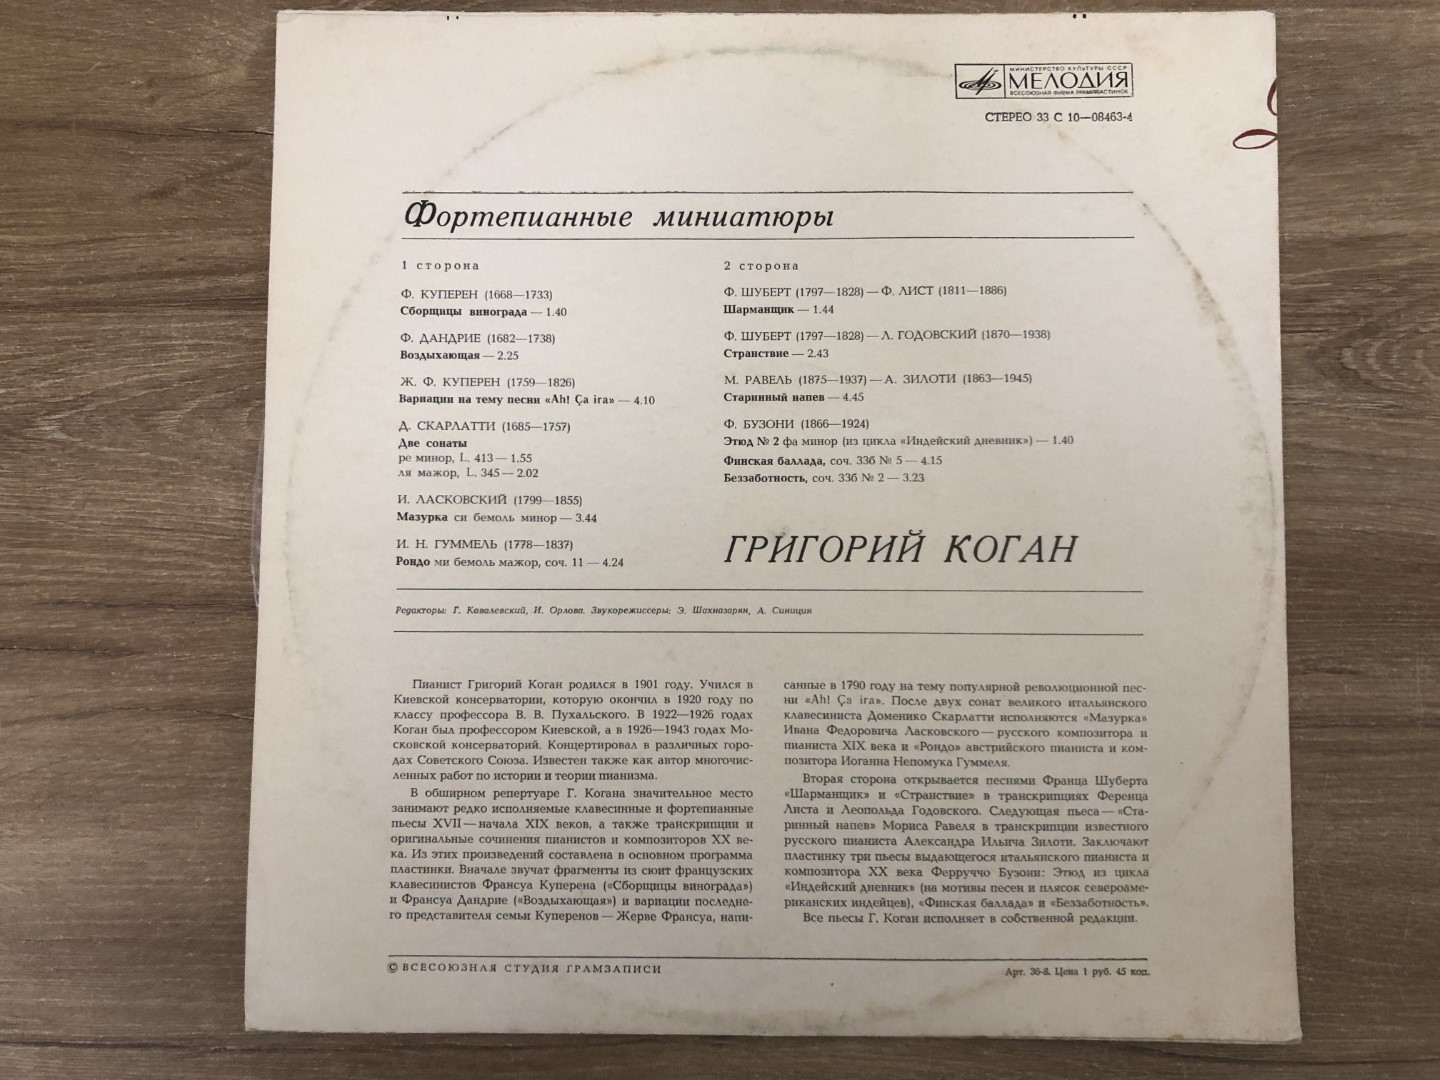 МИНИСТЕРСТВО КУЛЬТУРЫ СССР
МЕЛОДИЯ
ВСЕСОЮЗНАЯ ФИРМА ГРАМПЛАСТИНОК
СТЕРЕО 33 С 10—08463-4
Фортепианные миниатюры
1 сторона
Ф. КУПЕРЕН (1668—1733)
Сборщицы винограда — 1.40
Ф. ДАНДРИЕ (1682—1738)
Воздыхающая — 2.25
Ж. Ф. КУПЕРЕН (1759—1826)
Вариации на тему песни «Ah! Ça ira» — 4.10
Д. СКАРЛАТТИ (1685—1757)
Две сонаты
ре минор, L. 413 — 1.55
ля мажор, L. 345 — 2.02
И. ЛАСКОВСКИЙ (1799—1855)
Мазурка си бемоль минор — 3.44
И. Н. ГУММЕЛЬ (1778—1837)
Рондо ми бемоль мажор, соч. 11 — 4.24
2 сторона
Ф. ШУБЕРТ (1797—1828) — Ф. ЛИСТ (1811—1886)
Шарманщик — 1.44
Ф. ШУБЕРТ (1797—1828) — Л. ГОДОВСКИЙ (1870—1938)
Странствие — 2.43
М. РАВЕЛЬ (1875—1937) — А. ЗИЛОТИ (1863—1945)
Старинный напев — 4.45
Ф. БУЗОНИ (1866—1924)
Этюд № 2 фа минор (из цикла «Индейский дневник») — 1.40
Финская баллада, соч. 33б № 5 — 4.15
Беззаботность, соч. 33б № 2 — 3.23
ГРИГОРИЙ КОГАН
Редакторы: Г. Ковалевский, И. Орлова. Звукорежиссеры: Э. Шахназарян, А. Синицин
Пианист Григорий Коган родился в 1901 году. Учился в
Киевской консерватории, которую окончил в 1920 году по
классу профессора В. В. Пухальского. В 1922—1926 годах
Коган был профессором Киевской, а в 1926—1943 годах Мо-
сковской консерваторий. Концертировал в различных горо-
дах Советского Союза. Известен также как автор многочис-
ленных работ по истории и теории пианизма.
В обширном репертуаре Г. Когана значительное место
занимают редко исполняемые клавесинные и фортепианные
пьесы XVII — начала XIX веков, а также транскрипции и
оригинальные сочинения пианистов и композиторов XX ве-
ка. Из этих произведений составлена в основном программа
пластинки. Вначале звучат фрагменты из сюит французских
клавесинистов Франсуа Куперена («Сборщицы винограда»)
и Франсуа Дандрие («Воздыхающая») и вариации последне-
го представителя семьи Куперенов — Жерве Франсуа, напи-
санные в 1790 году на тему популярной революционной пес-
ни «Ah! Ça ira». После двух сонат великого итальянского
клавесиниста Доменико Скарлатти исполняются «Мазурка»
Ивана Федоровича Ласковского — русского композитора и
пианиста XIX века и «Рондо» австрийского пианиста и ком-
позитора Иоганна Непомука Гуммеля.
Вторая сторона открывается песнями Франца Шуберта
«Шарманщик» и «Странствие» в транскрипциях Ференца
Листа и Леопольда Годовского. Следующая пьеса — «Ста-
ринный напев» Мориса Равеля в транскрипции известного
русского пианиста Александра Ильича Зилоти. Заключают
пластинку три пьесы выдающегося итальянского пианиста и
композитора XX века Ферруччо Бузони: Этюд из цикла
«Индейский дневник» (на мотивы песен и плясок североаме-
риканских индейцев), «Финская баллада» и «Беззаботность».
Все пьесы Г. Коган исполняет в собственной редакции.
© ВСЕСОЮЗНАЯ СТУДИЯ ГРАМЗАПИСИ
Арт. 36-8. Цена 1 руб. 45 коп.